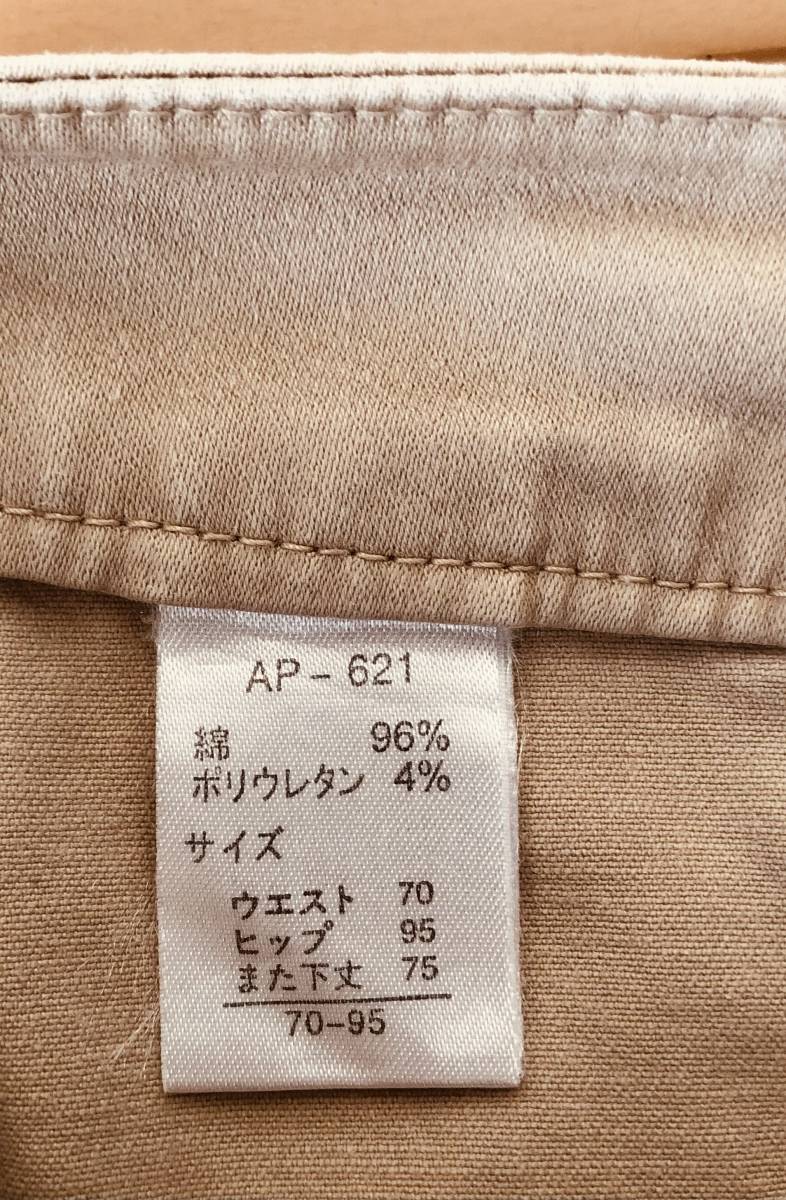 AP-621
綿 96%
ポリウレタン 4%
サイズ
ウエスト 70
ヒップ 95
また下丈 75
70-95